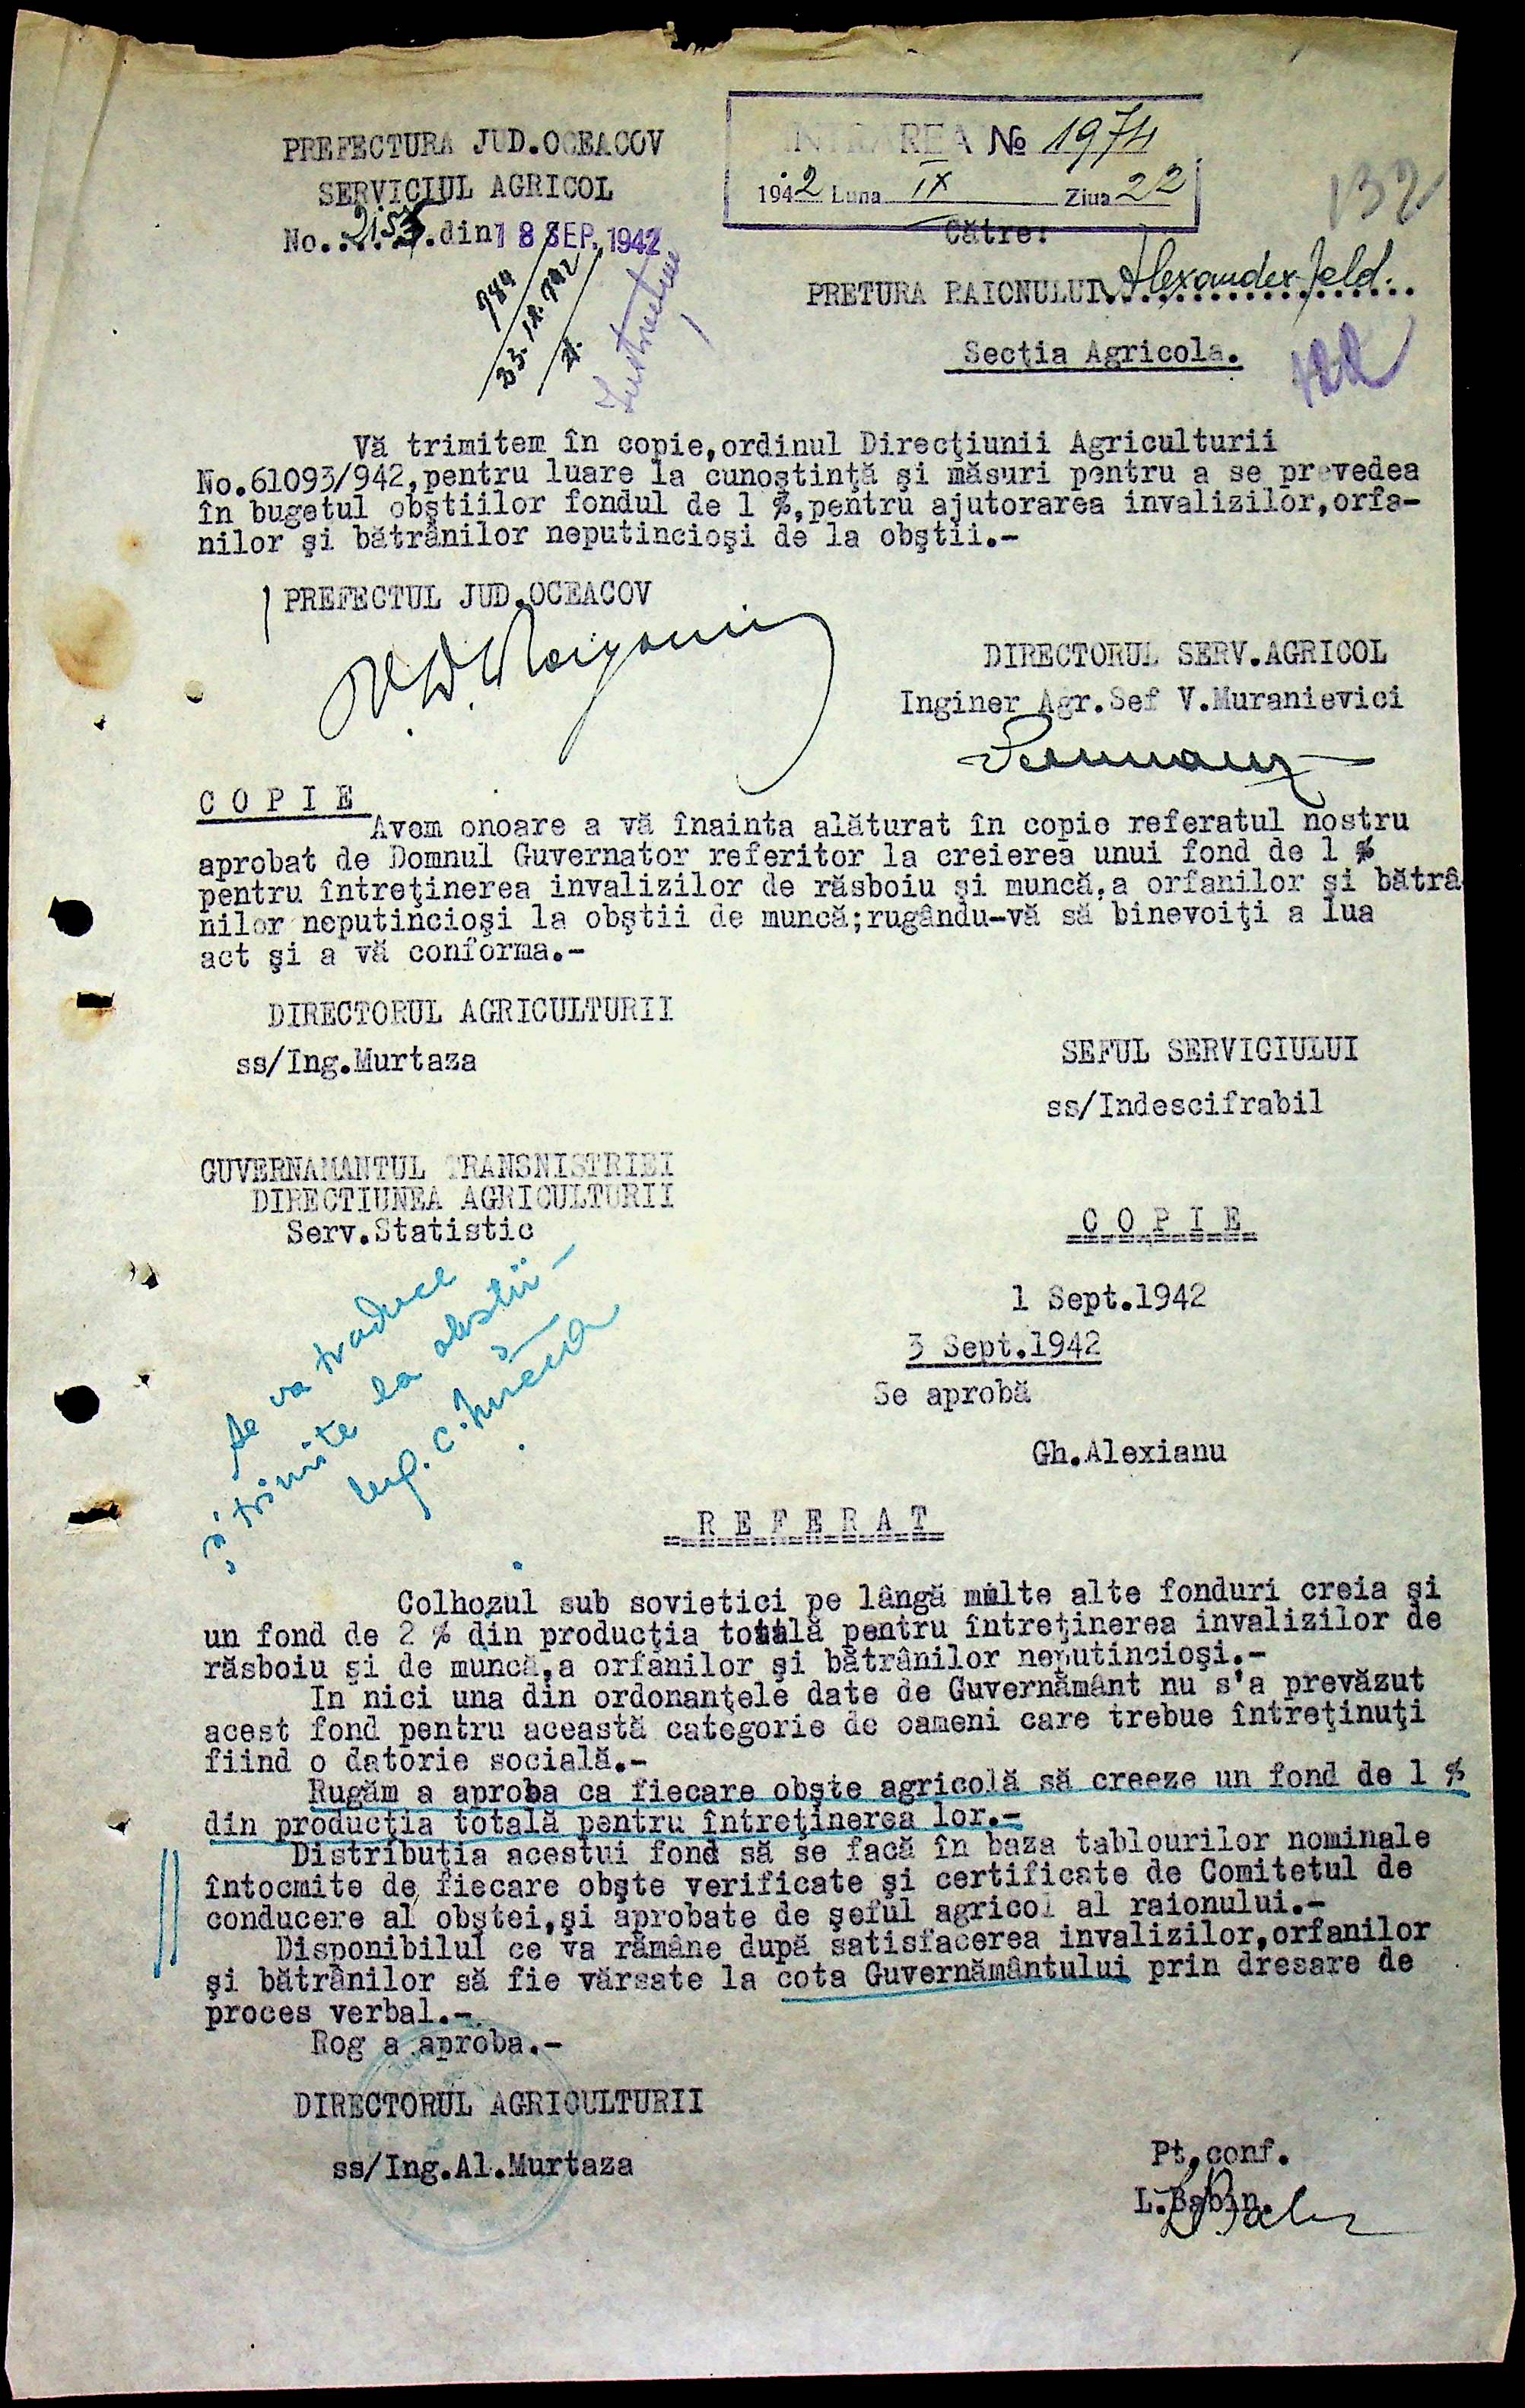 PREFECTURA JUD.OCEACOV
SERVICIUL AGRICOL
No. din 18 SEP. 1942
INTRAREA № 1974
1942 Luna IX Ziua 22
132
Către:
PRETURA RAIONULUI Alexanderfeld.
Secţia Agricola.
122
Vă trimitem în copie,ordinul Direcţiunii Agriculturii
No.61093/942,pentru luare la cunoştinţă şi măsuri pentru a se prevedea
în bugetul obştiilor fondul de 1 %,pentru ajutorarea invalizilor,orfa-
nilor şi bătrânilor neputincioşi de la obştii.-
PREFECTUL JUD.OCEACOV
DIRECTORUL SERV.AGRICOL
Inginer Agr.Sef V.Muranievici
C O P I E
Avem onoare a vă înainta alăturat în copie referatul nostru
aprobat de Domnul Guvernator referitor la creierea unui fond de 1 %
pentru întreţinerea invalizilor de răsboiu şi muncă,a orfanilor şi bătrâ-
nilor neputincioşi la obştii de muncă;rugându-vă să binevoiţi a lua
act şi a vă conforma.-
DIRECTORUL AGRICULTURII
ss/Ing.Murtaza
SEFUL SERVICIULUI
ss/Indescifrabil
GUVERNAMANTUL TRANSNISTRIEI
DIRECTIUNEA AGRICULTURII
Serv.Statistic
C O P I E
1 Sept.1942
3 Sept.1942
Se aprobă
Gh.Alexianu
Se va traduce
şi trimite la obştii -
Ing. C.
R E F E R A T
Colhozul sub sovietici pe lângă multe alte fonduri creia şi
un fond de 2 % din producţia totală pentru întreţinerea invalizilor de
răsboiu şi de muncă,a orfanilor şi bătrânilor neputincioşi.-
In nici una din ordonanţele date de Guvernământ nu s'a prevăzut
acest fond pentru această categorie de oameni care trebue întreţinuţi
fiind o datorie socială.-
Rugăm a aproba ca fiecare obşte agricolă să creeze un fond de 1 %
din producţia totală pentru întreţinerea lor.-
Distribuţia acestui fond să se facă în baza tablourilor nominale
întocmite de fiecare obşte verificate şi certificate de Comitetul de
conducere al obştei,şi aprobate de şeful agricol al raionului.-
Disponibilul ce va rămâne după satisfacerea invalizilor,orfanilor
şi bătrânilor să fie vărsate la cota Guvernământului prin dresare de
proces verbal.-
Rog a aproba.-
DIRECTORUL AGRICULTURII
ss/Ing.Al.Murtaza
Pt.conf.
L.Babin.